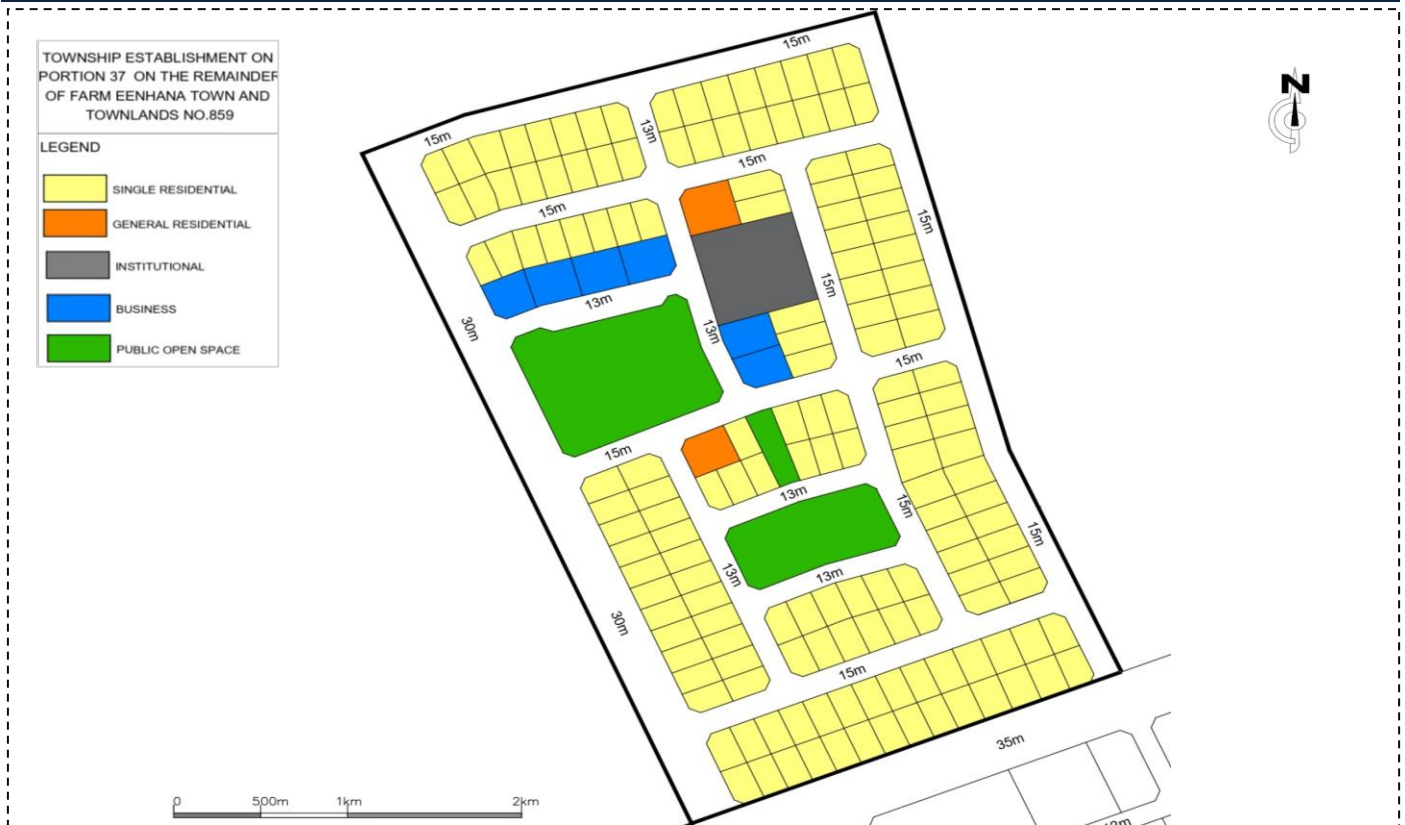 TOWNSHIP ESTABLISHMENT ON
PORTION 37 ON THE REMAINDER
OF FARM EENHANA TOWN AND
TOWNLANDS NO.859
LEGEND
SINGLE RESIDENTIAL
GENERAL RESIDENTIAL
INSTITUTIONAL
BUSINESS
PUBLIC OPEN SPACE
N
15m
15m
13m
15m
15m
15m
15m
13m
30m
13m
15m
15m
13m
15m
15m
13m
13m
15m
30m
15m
35m
0 500m 1km 2km